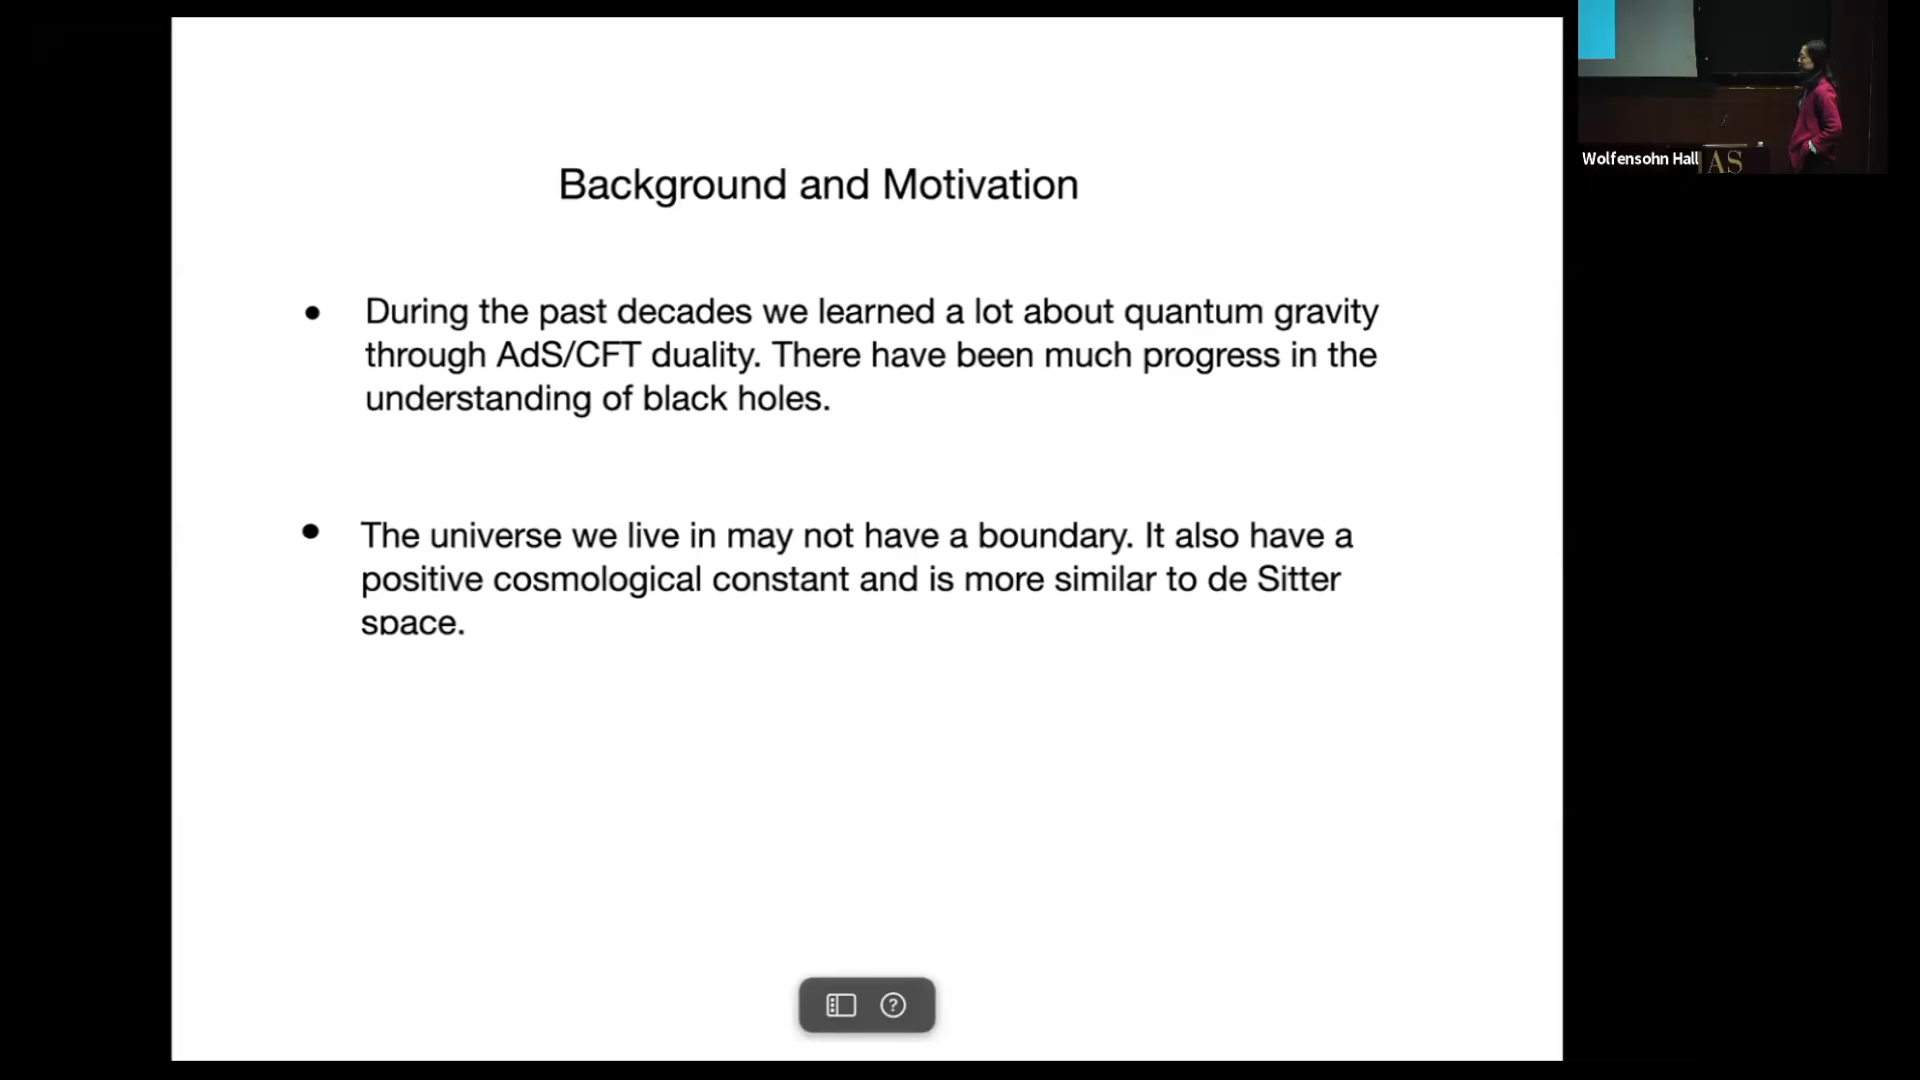 Background and Motivation
• During the past decades we learned a lot about quantum gravity
through AdS/CFT duality. There have been much progress in the
understanding of black holes.
• The universe we live in may not have a boundary. It also have a
positive cosmological constant and is more similar to de Sitter
space.
Wolfensohn Hall
IAS
?